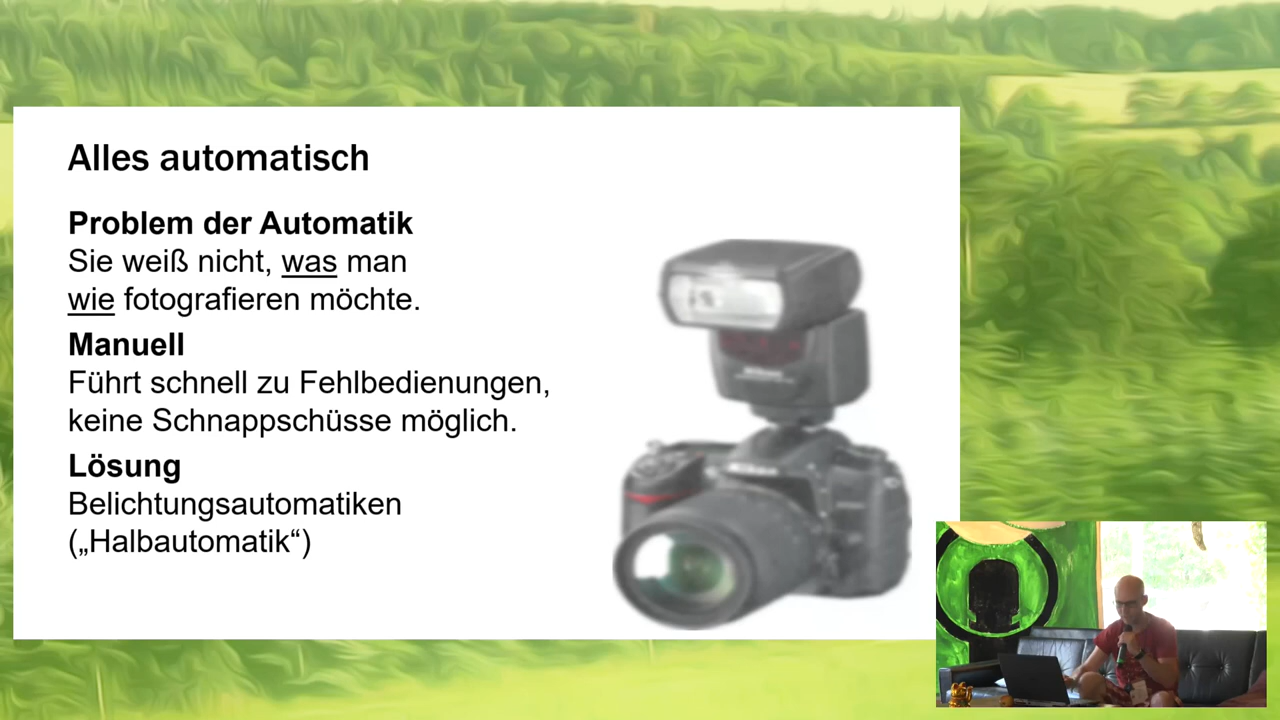 Alles automatisch
Problem der Automatik
Sie weiß nicht, was man
wie fotografieren möchte.
Manuell
Führt schnell zu Fehlbedienungen,
keine Schnappschüsse möglich.
Lösung
Belichtungsautomatiken
(„Halbautomatik“)